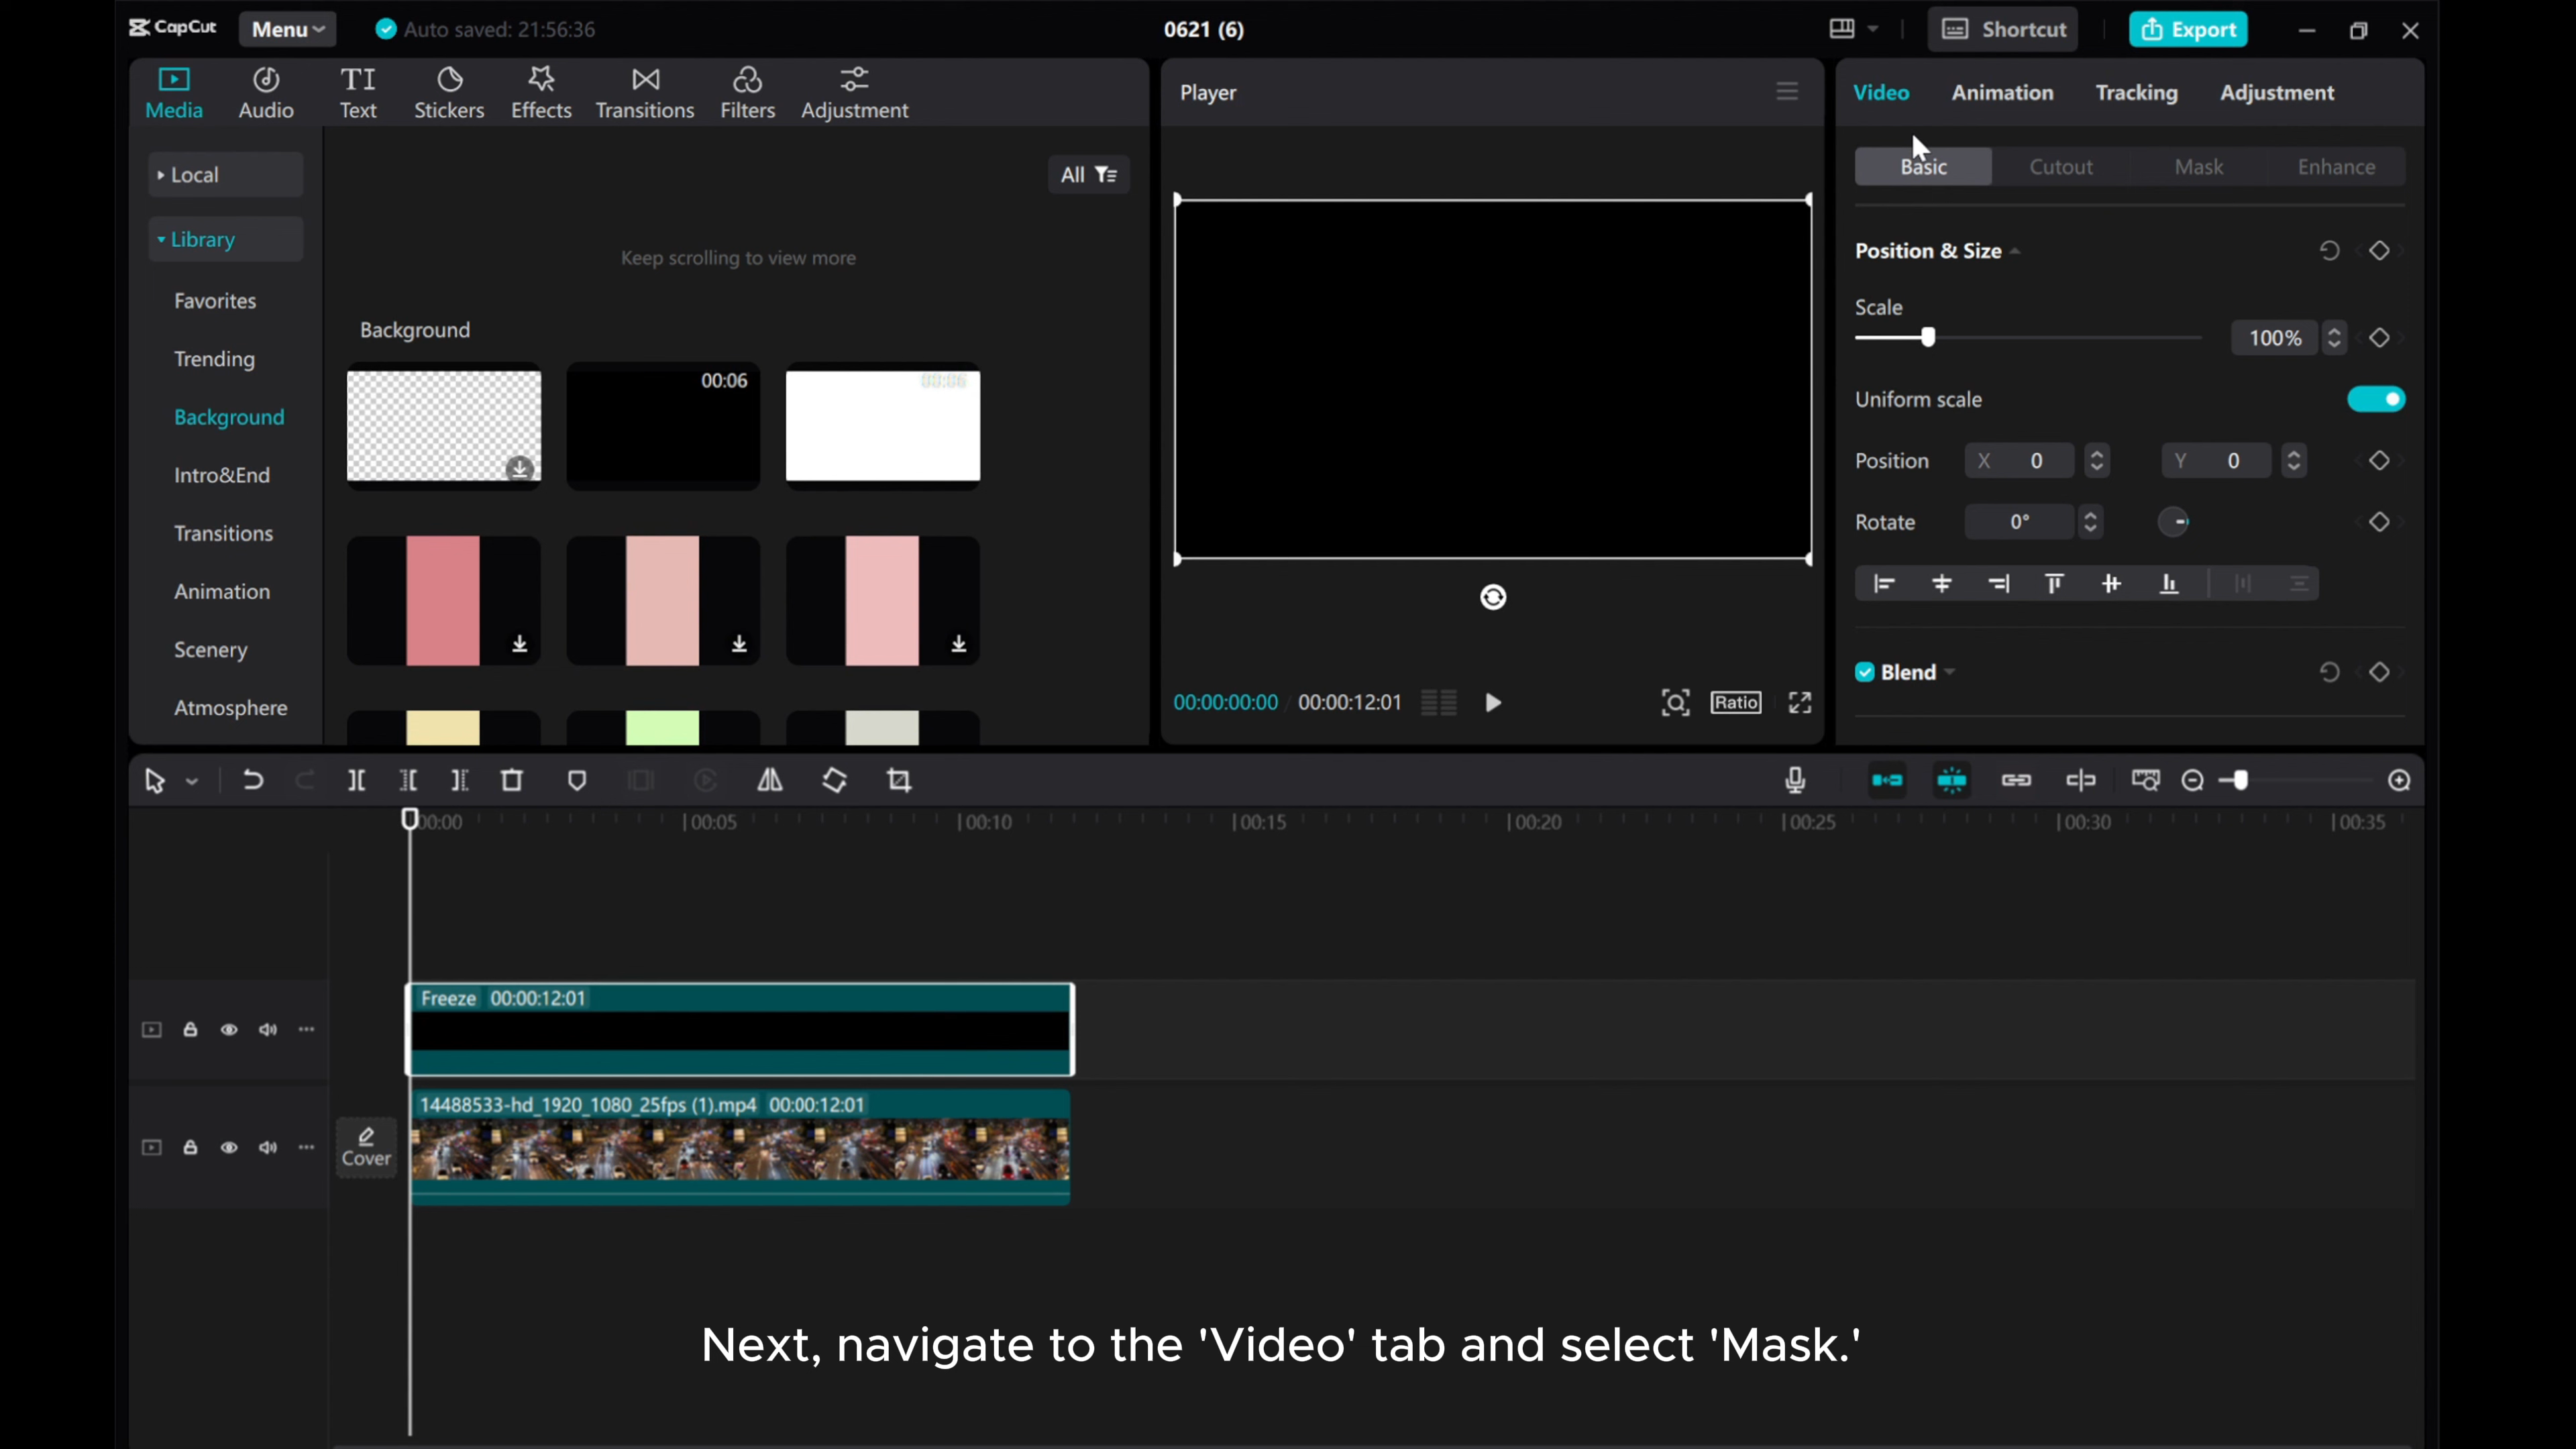 CapCut
Menu
Auto saved: 21:56:36
0621 (6)
Shortcut
Export
Media
Audio
TI
Text
Stickers
Effects
Transitions
Filters
Adjustment
Local
Library
Favorites
Trending
Background
Intro&End
Transitions
Animation
Scenery
Atmosphere
All
Keep scrolling to view more
Background
00:06
00:06
Player
00:00:00:00
00:00:12:01
Ratio
Video
Animation
Tracking
Adjustment
Basic
Cutout
Mask
Enhance
Position & Size
Scale
100%
Uniform scale
Position
X 0
Y 0
Rotate
0°
Blend
00:00
00:05
00:10
00:15
00:20
00:25
00:30
00:35
Freeze 00:00:12:01
14488533-hd_1920_1080_25fps (1).mp4 00:00:12:01
Cover
Next, navigate to the 'Video' tab and select 'Mask.'